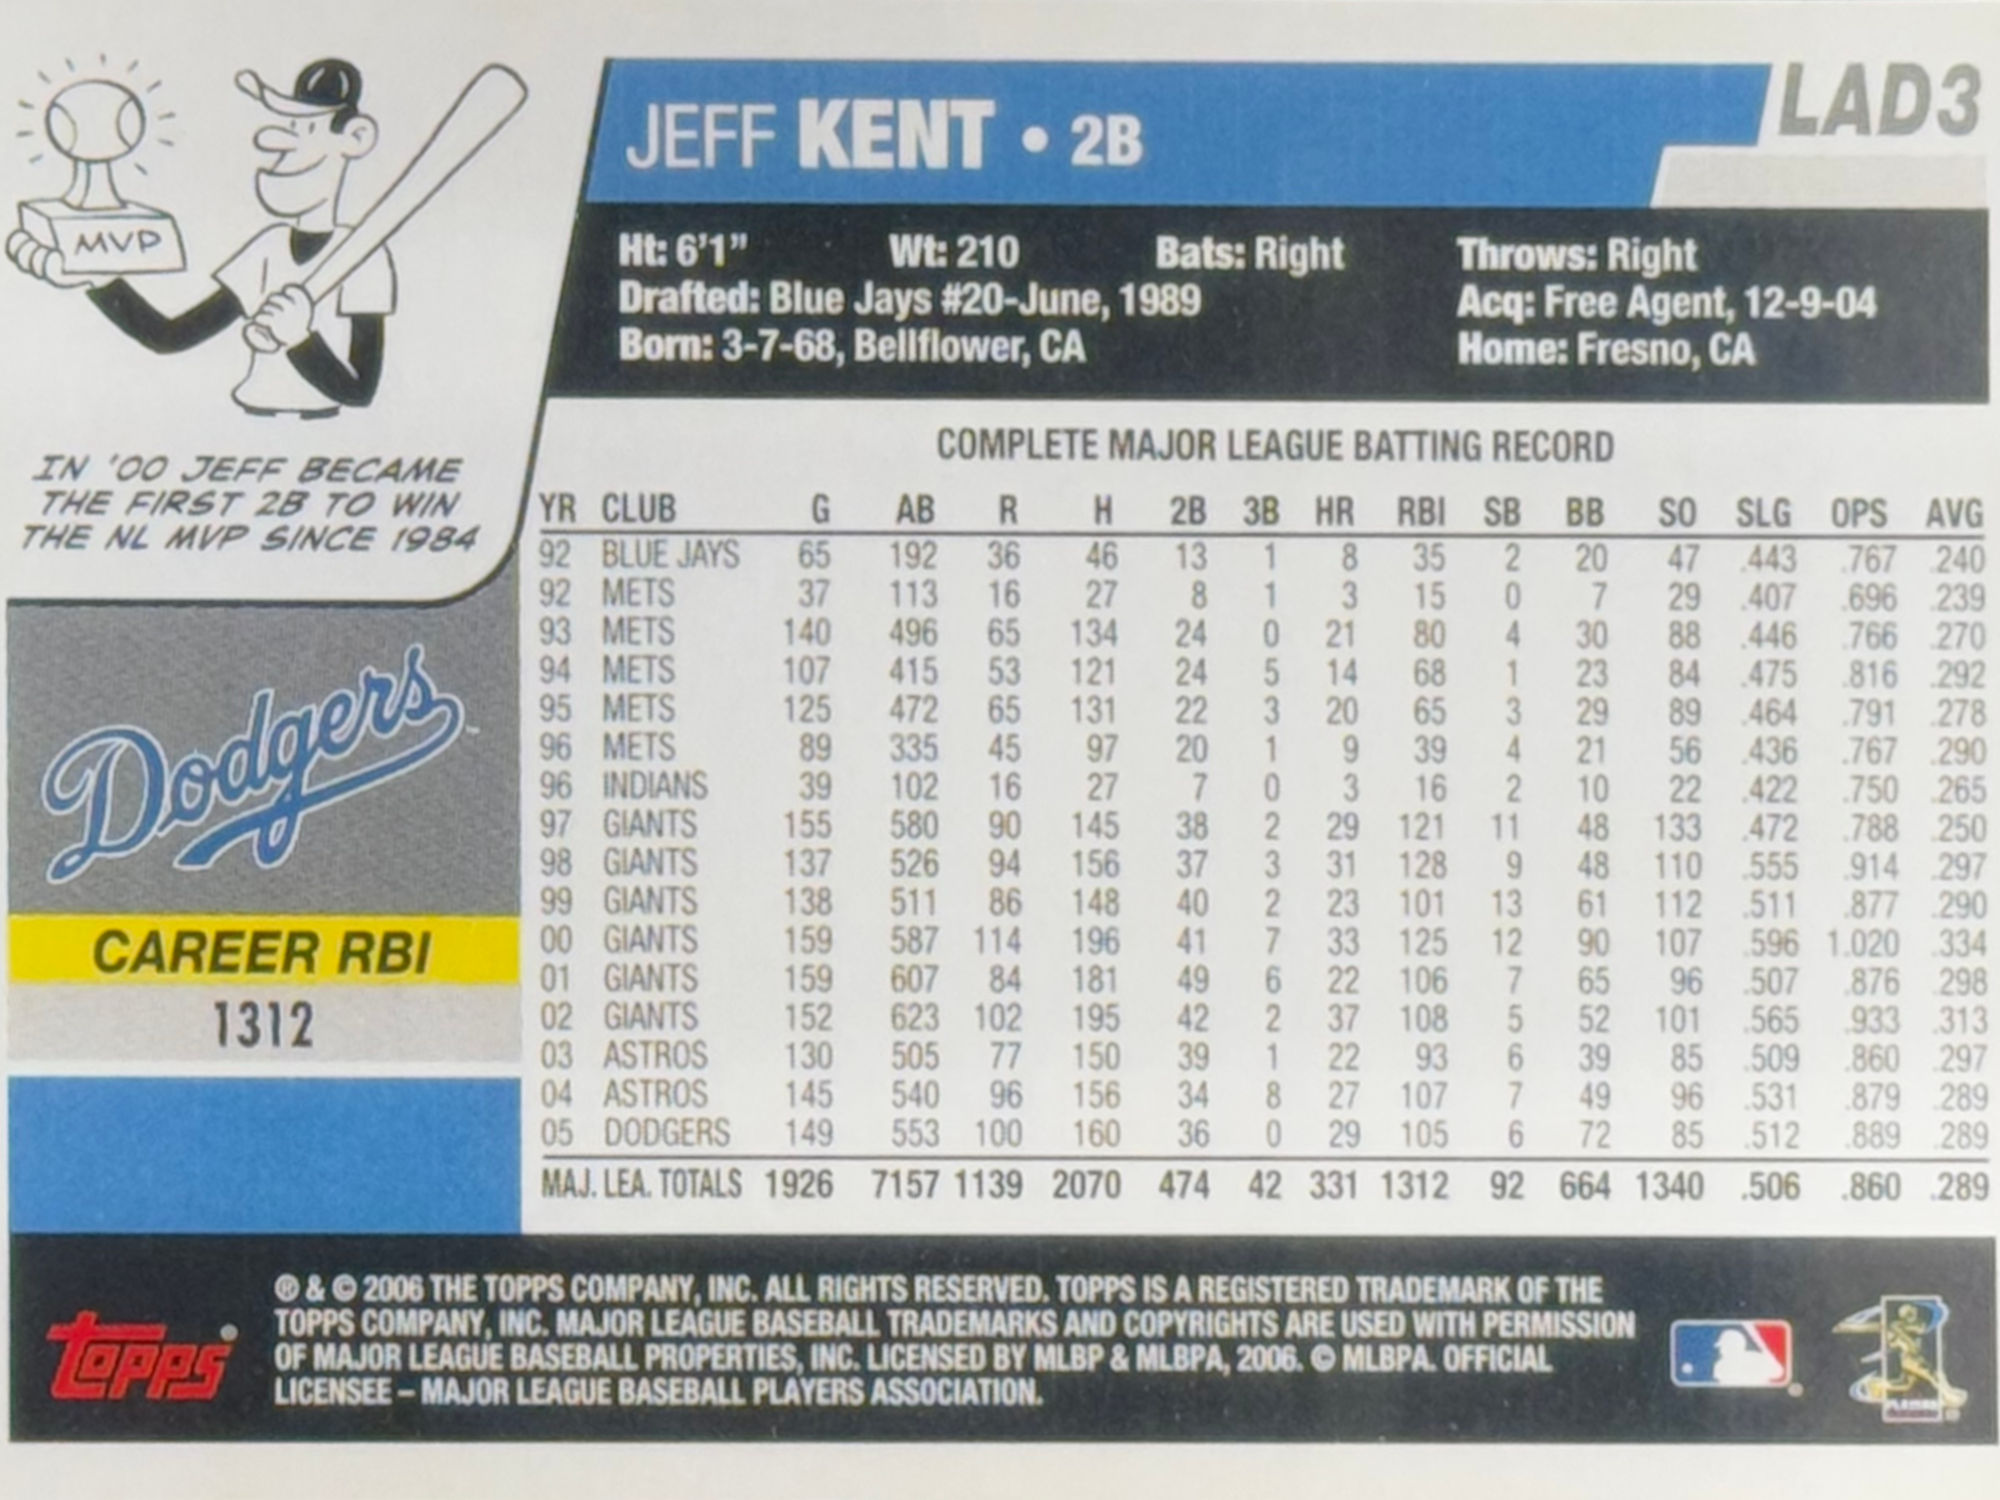 MVP
IN '00 JEFF BECAME
THE FIRST 2B TO WIN
THE NL MVP SINCE 1984
Dodgers
CAREER RBI
1312
JEFF KENT • 2B
LAD3
Ht: 6'1" Wt: 210 Bats: Right Throws: Right
Drafted: Blue Jays #20-June, 1989 Acq: Free Agent, 12-9-04
Born: 3-7-68, Bellflower, CA Home: Fresno, CA
COMPLETE MAJOR LEAGUE BATTING RECORD
YR CLUB G AB R H 2B 3B HR RBI SB BB SO SLG OPS AVG
92 BLUE JAYS 65 192 36 46 13 1 8 35 2 20 47 .443 .767 .240
92 METS 37 113 16 27 8 1 3 15 0 7 29 .407 .696 .239
93 METS 140 496 65 134 24 0 21 80 4 30 88 .446 .766 .270
94 METS 107 415 53 121 24 5 14 68 1 23 84 .475 .816 .292
95 METS 125 472 65 131 22 3 20 65 3 29 89 .464 .791 .278
96 METS 89 335 45 97 20 1 9 39 4 21 56 .436 .767 .290
96 INDIANS 39 102 16 27 7 0 3 16 2 10 22 .422 .750 .265
97 GIANTS 155 580 90 145 38 2 29 121 11 48 133 .472 .788 .250
98 GIANTS 137 526 94 156 37 3 31 128 9 48 110 .555 .914 .297
99 GIANTS 138 511 86 148 40 2 23 101 13 61 112 .511 .877 .290
00 GIANTS 159 587 114 196 41 7 33 125 12 90 107 .596 1.020 .334
01 GIANTS 159 607 84 181 49 6 22 106 7 65 96 .507 .876 .298
02 GIANTS 152 623 102 195 42 2 37 108 5 52 101 .565 .933 .313
03 ASTROS 130 505 77 150 39 1 22 93 6 39 85 .509 .860 .297
04 ASTROS 145 540 96 156 34 8 27 107 7 49 96 .531 .879 .289
05 DODGERS 149 553 100 160 36 0 29 105 6 72 85 .512 .889 .289
MAJ. LEA. TOTALS 1926 7157 1139 2070 474 42 331 1312 92 664 1340 .506 .860 .289
Topps®
® & © 2006 THE TOPPS COMPANY, INC. ALL RIGHTS RESERVED. TOPPS IS A REGISTERED TRADEMARK OF THE
TOPPS COMPANY, INC. MAJOR LEAGUE BASEBALL TRADEMARKS AND COPYRIGHTS ARE USED WITH PERMISSION
OF MAJOR LEAGUE BASEBALL PROPERTIES, INC. LICENSED BY MLBP & MLBPA, 2006. © MLBPA. OFFICIAL
LICENSEE – MAJOR LEAGUE BASEBALL PLAYERS ASSOCIATION.